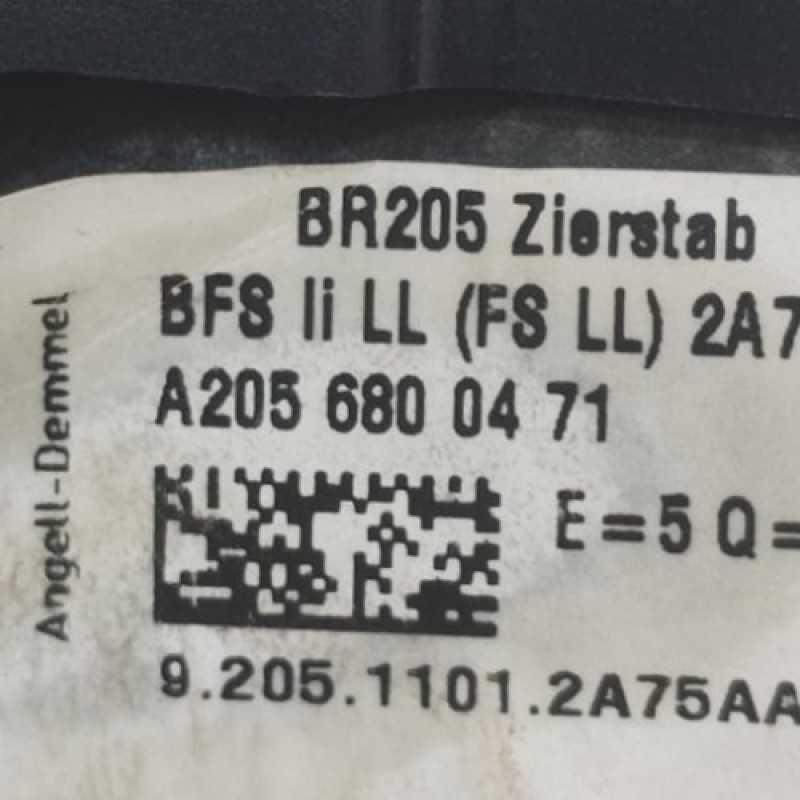 BR205 Zierstab
BFS li LL (FS LL) 2A7
A205 680 04 71
E=5 Q=
9.205.1101.2A75AA
Angell-Demmel